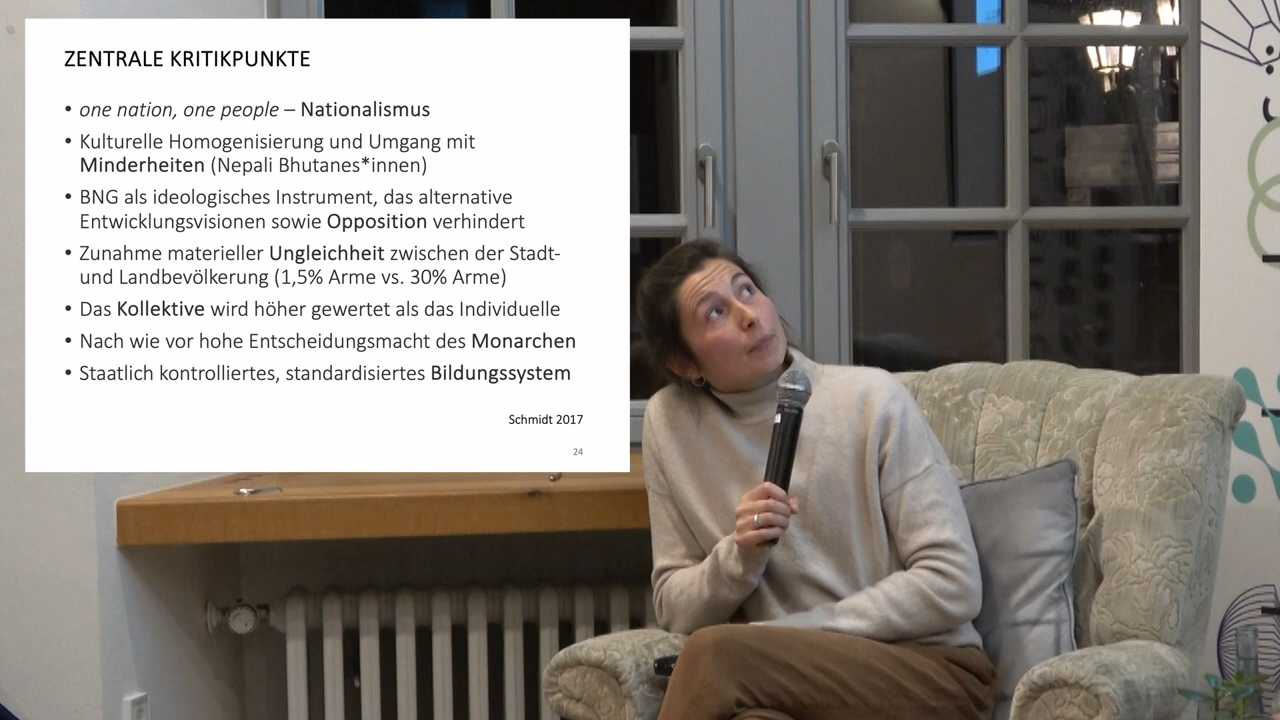 ZENTRALE KRITIKPUNKTE
• one nation, one people – Nationalismus
• Kulturelle Homogenisierung und Umgang mit
Minderheiten (Nepali Bhutanes*innen)
• BNG als ideologisches Instrument, das alternative
Entwicklungsvisionen sowie Opposition verhindert
• Zunahme materieller Ungleichheit zwischen der Stadt-
und Landbevölkerung (1,5% Arme vs. 30% Arme)
• Das Kollektive wird höher gewertet als das Individuelle
• Nach wie vor hohe Entscheidungsmacht des Monarchen
• Staatlich kontrolliertes, standardisiertes Bildungssystem
Schmidt 2017
24